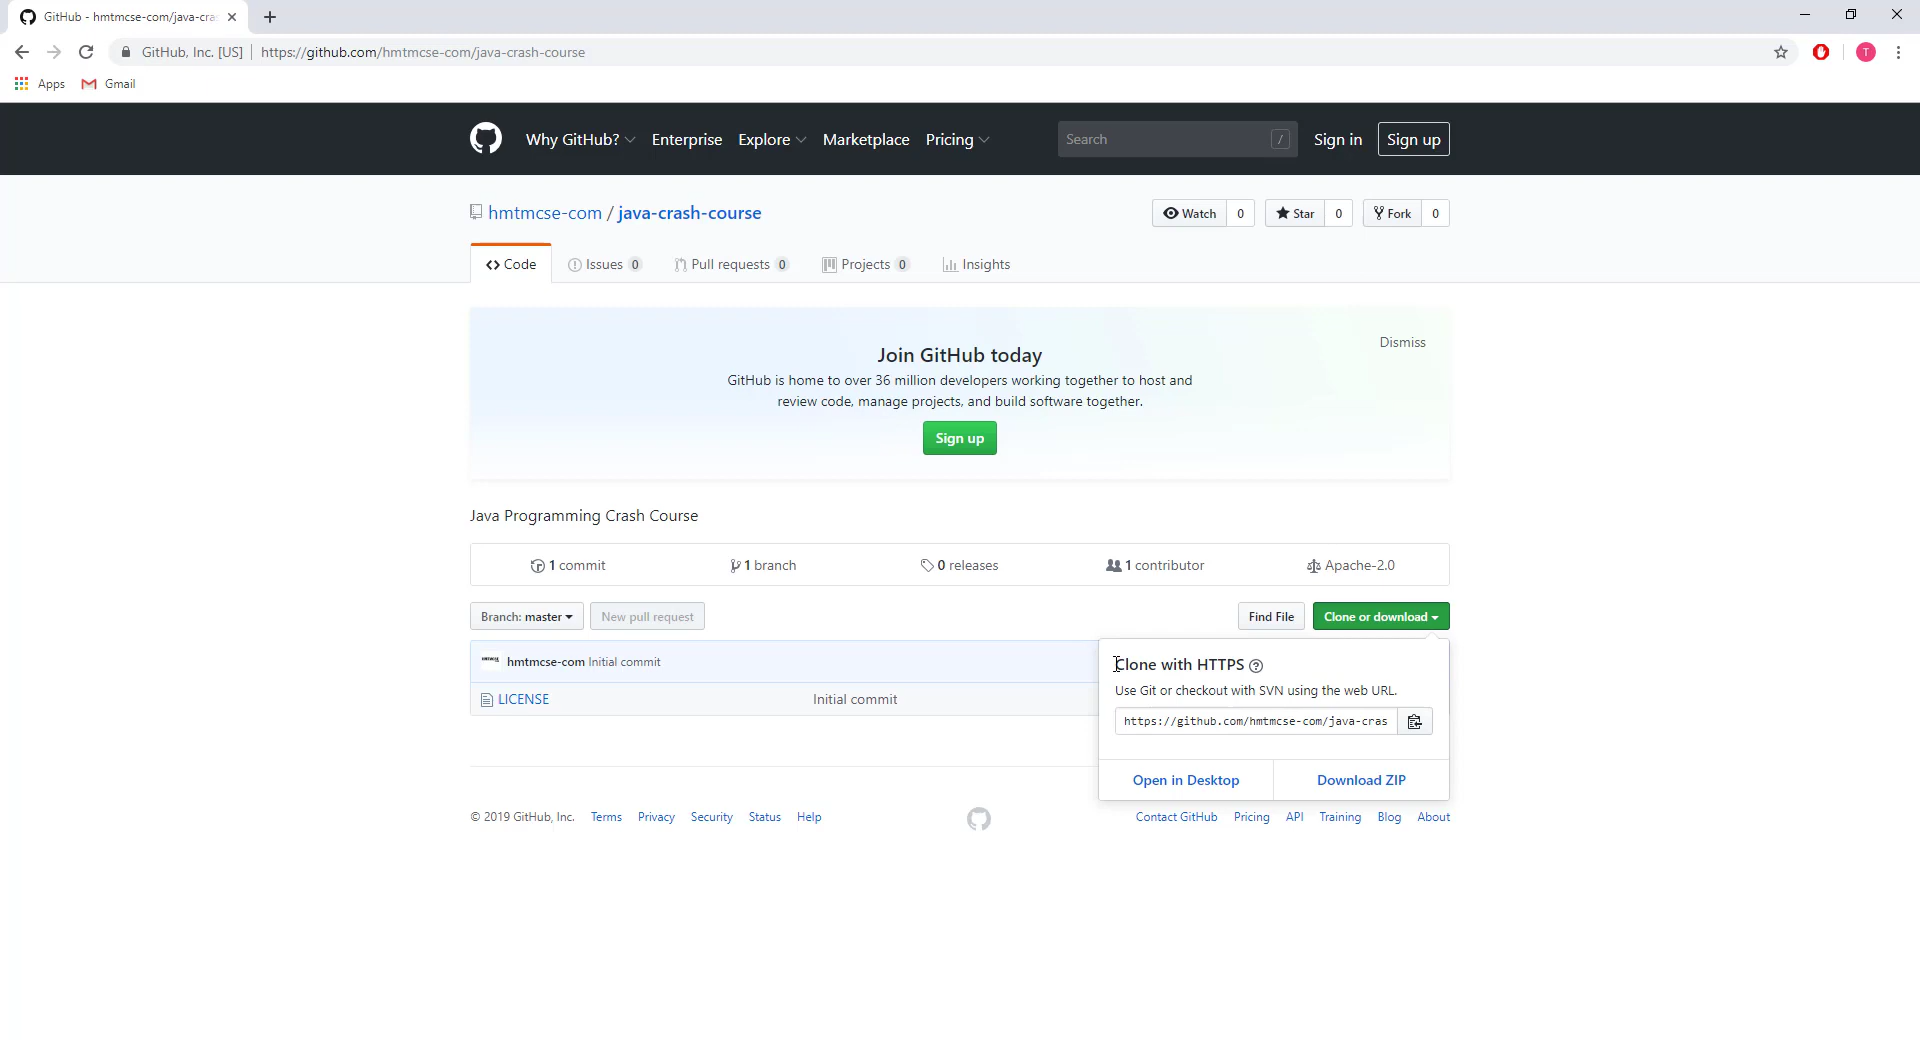 GitHub - hmtmcse-com/java-cra
GitHub, Inc. [US] https://github.com/hmtmcse-com/java-crash-course
T
Apps Gmail
Why GitHub? Enterprise Explore Marketplace Pricing Search / Sign in Sign up
hmtmcse-com / java-crash-course Watch 0 Star 0 Fork 0
Code Issues 0 Pull requests 0 Projects 0 Insights
Dismiss
Join GitHub today
GitHub is home to over 36 million developers working together to host and
review code, manage projects, and build software together.
Sign up
Java Programming Crash Course
1 commit 1 branch 0 releases 1 contributor Apache-2.0
Branch: master New pull request Find File Clone or download
hmtmcse-com Initial commit
Clone with HTTPS ?
Use Git or checkout with SVN using the web URL.
LICENSE Initial commit
https://github.com/hmtmcse-com/java-cras
Open in Desktop Download ZIP
© 2019 GitHub, Inc. Terms Privacy Security Status Help Contact GitHub Pricing API Training Blog About